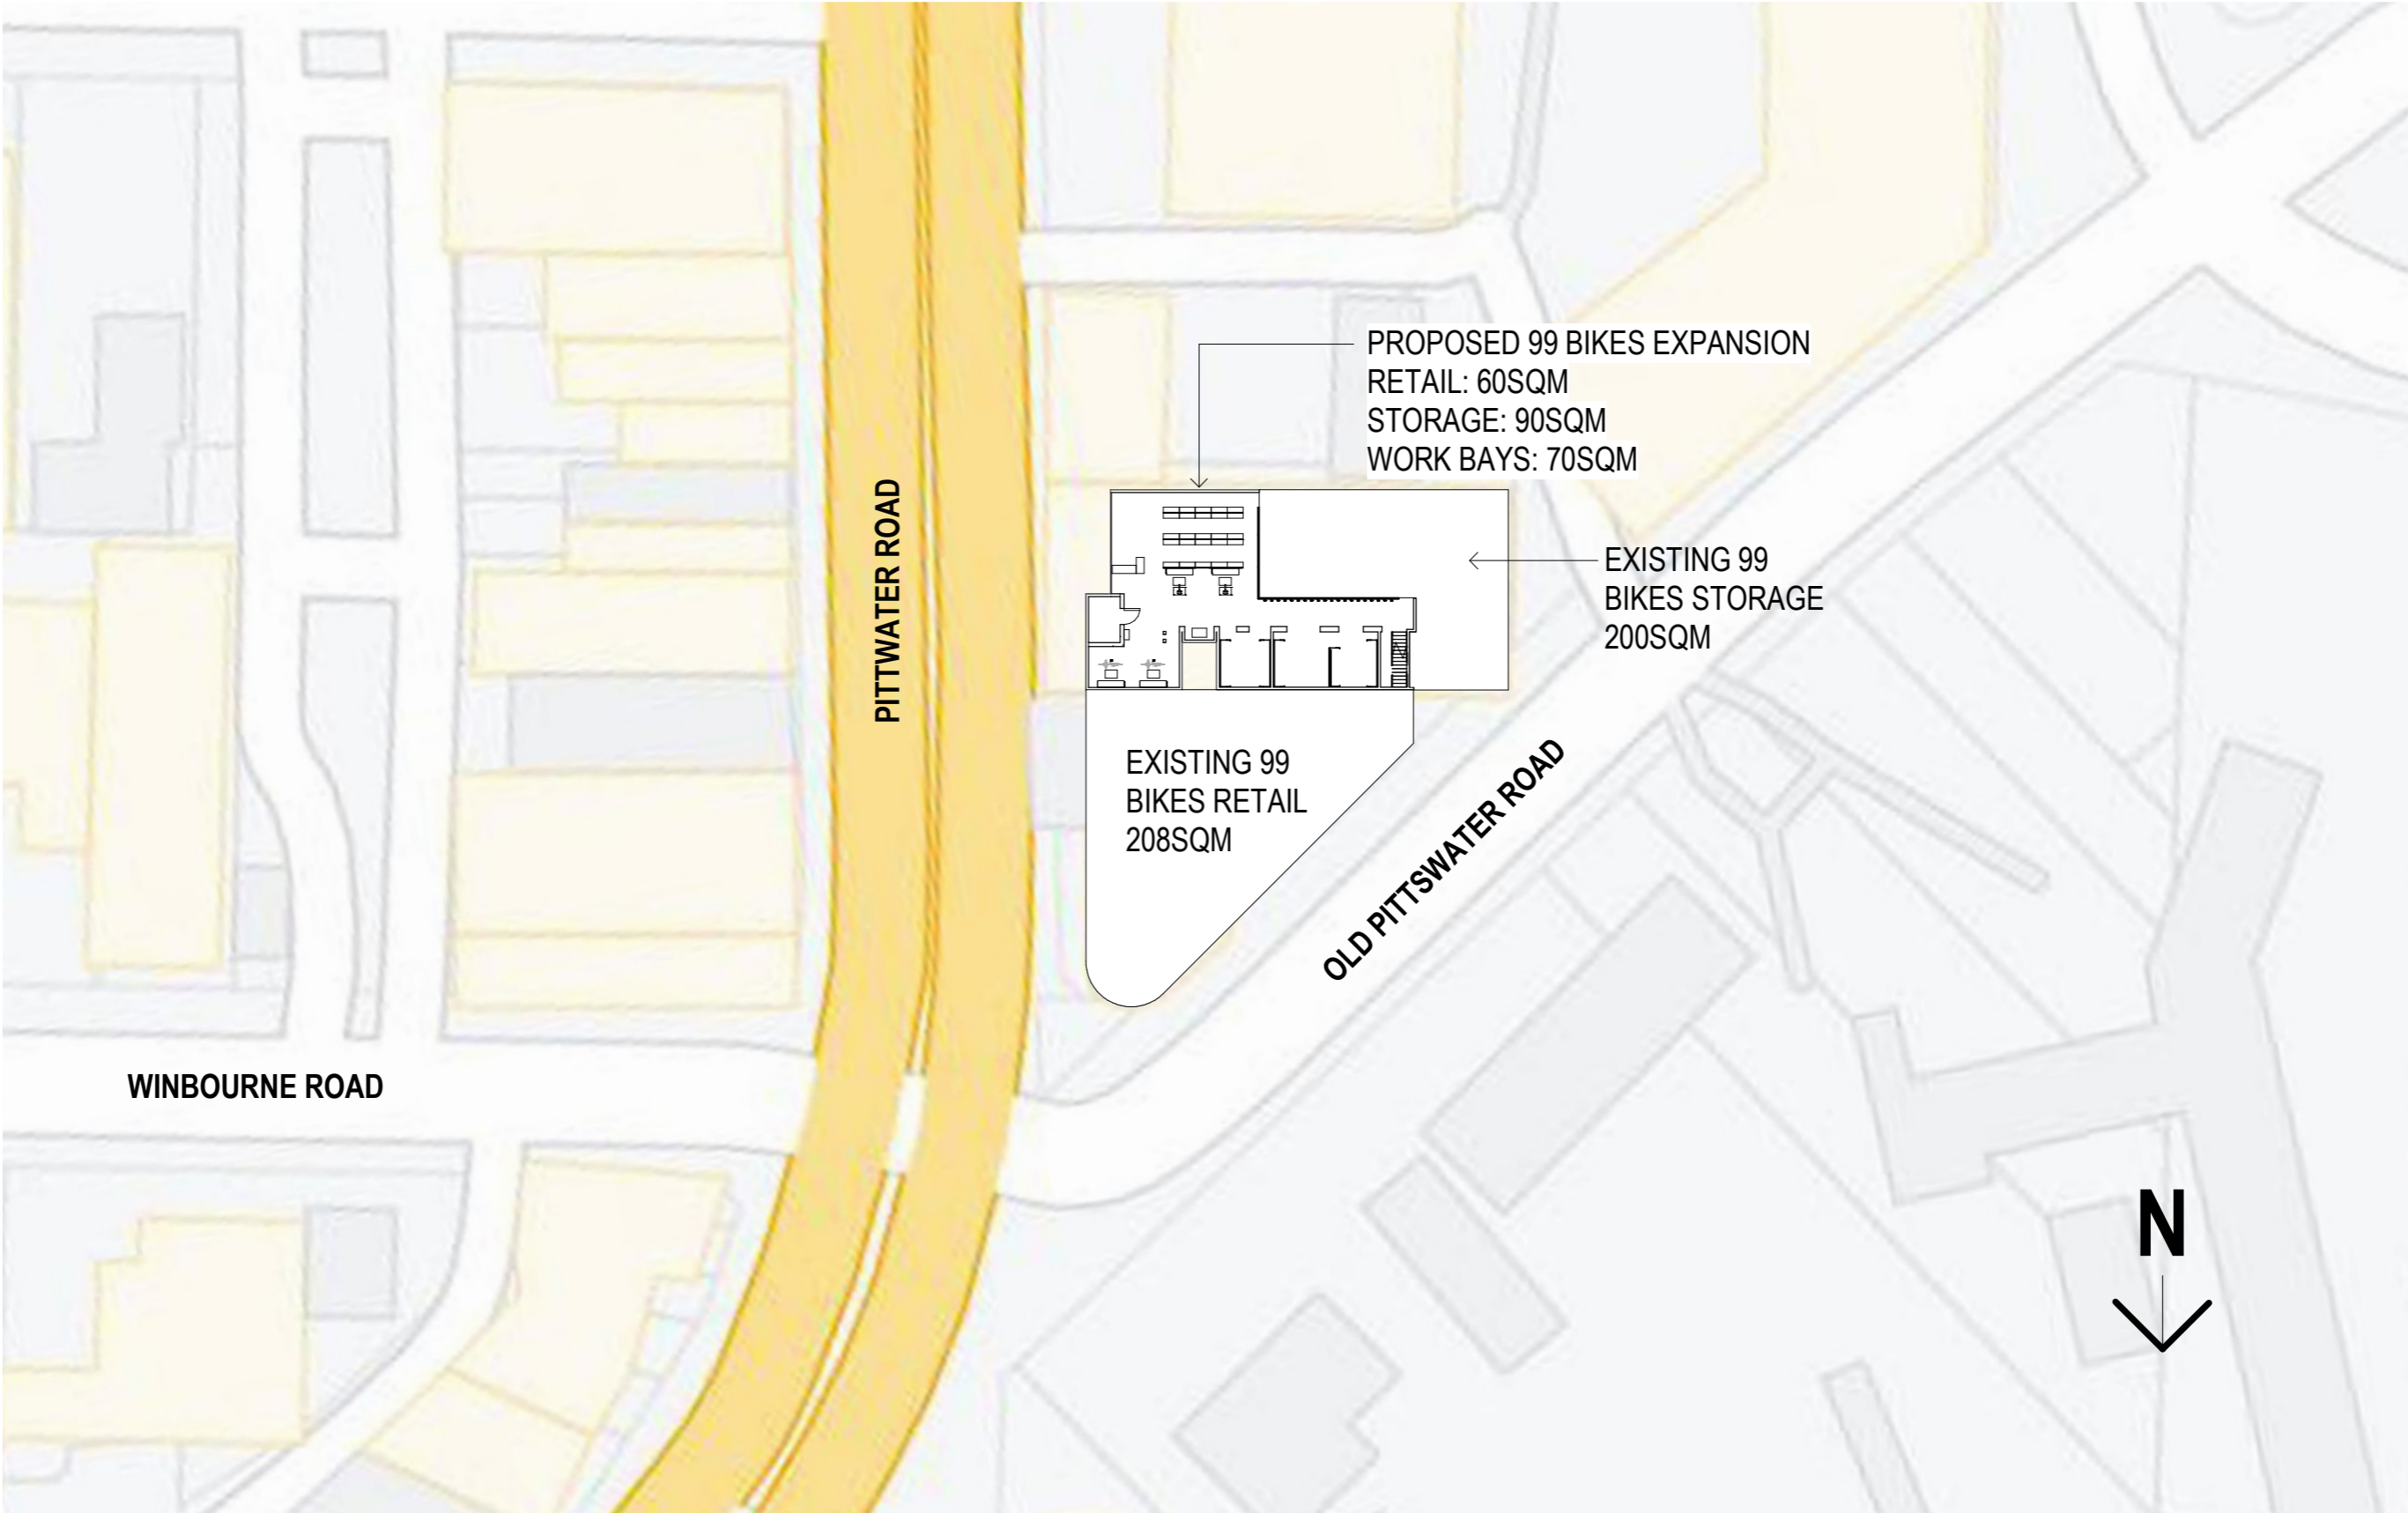 PROPOSED 99 BIKES EXPANSION
RETAIL: 60SQM
STORAGE: 90SQM
WORK BAYS: 70SQM
PITTWATER ROAD
EXISTING 99
BIKES STORAGE
200SQM
EXISTING 99
BIKES RETAIL
208SQM
OLD PITTSWATER ROAD
WINBOURNE ROAD
N